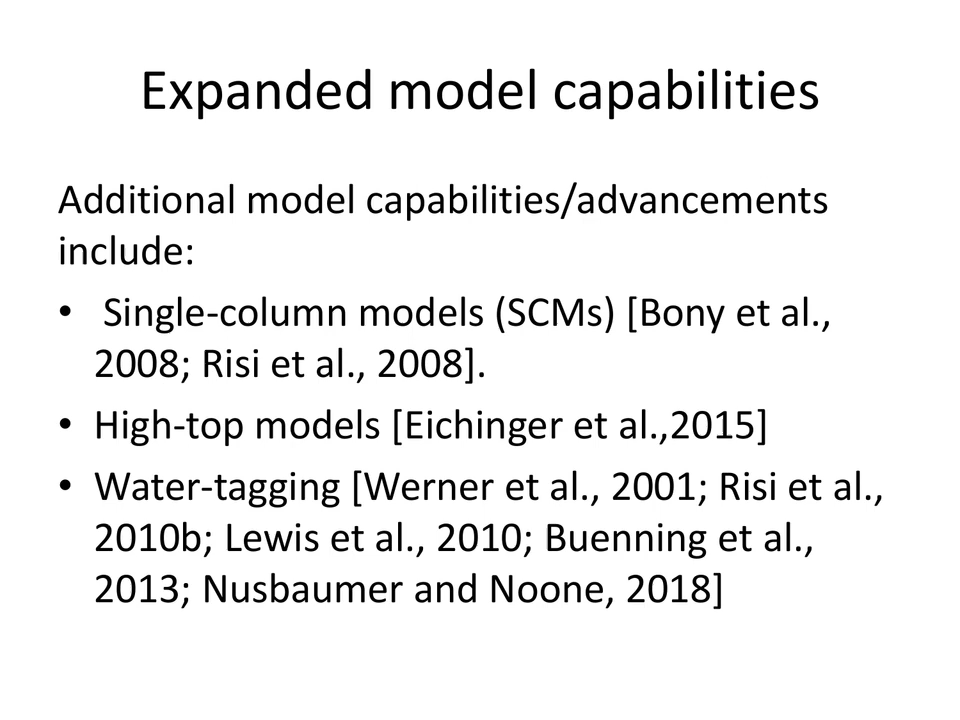 Expanded model capabilities
Additional model capabilities/advancements
include:
• Single-column models (SCMs) [Bony et al.,
2008; Risi et al., 2008].
• High-top models [Eichinger et al.,2015]
• Water-tagging [Werner et al., 2001; Risi et al.,
2010b; Lewis et al., 2010; Buenning et al.,
2013; Nusbaumer and Noone, 2018]